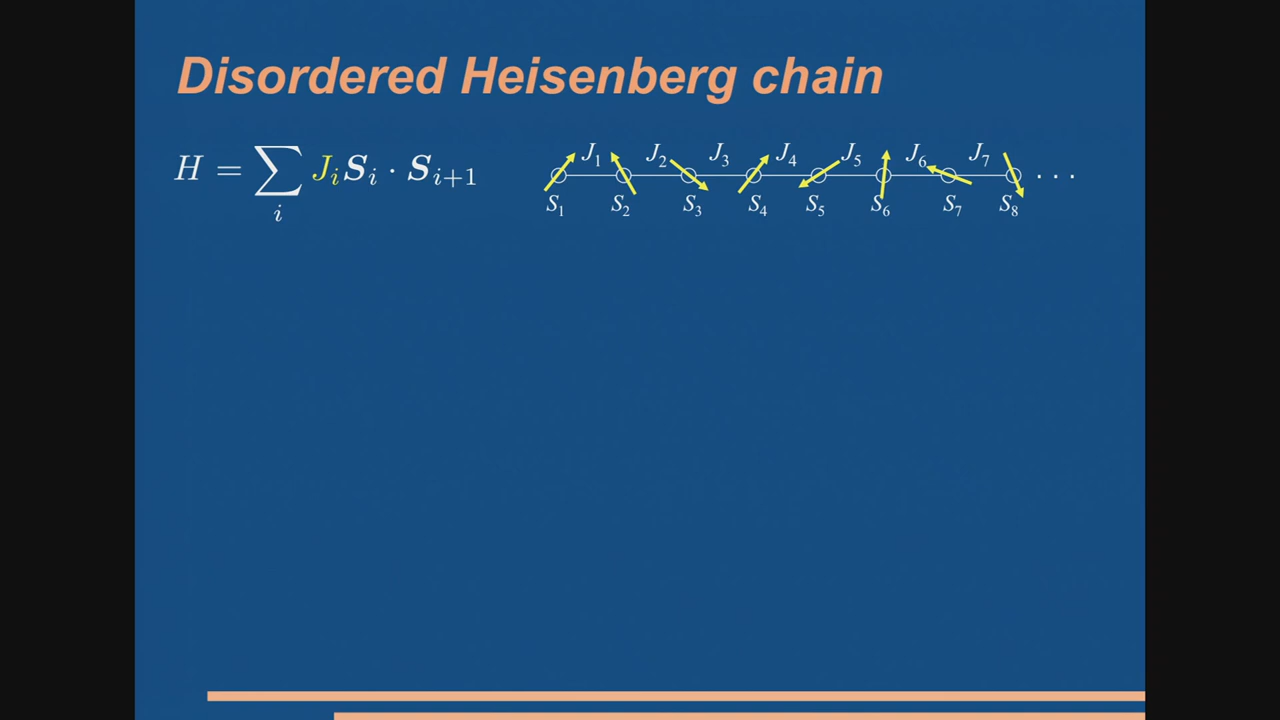 Disordered Heisenberg chain
H = ∑_i J_i S_i · S_{i+1}
J_1 J_2 J_3 J_4 J_5 J_6 J_7 · · ·
S_1 S_2 S_3 S_4 S_5 S_6 S_7 S_8